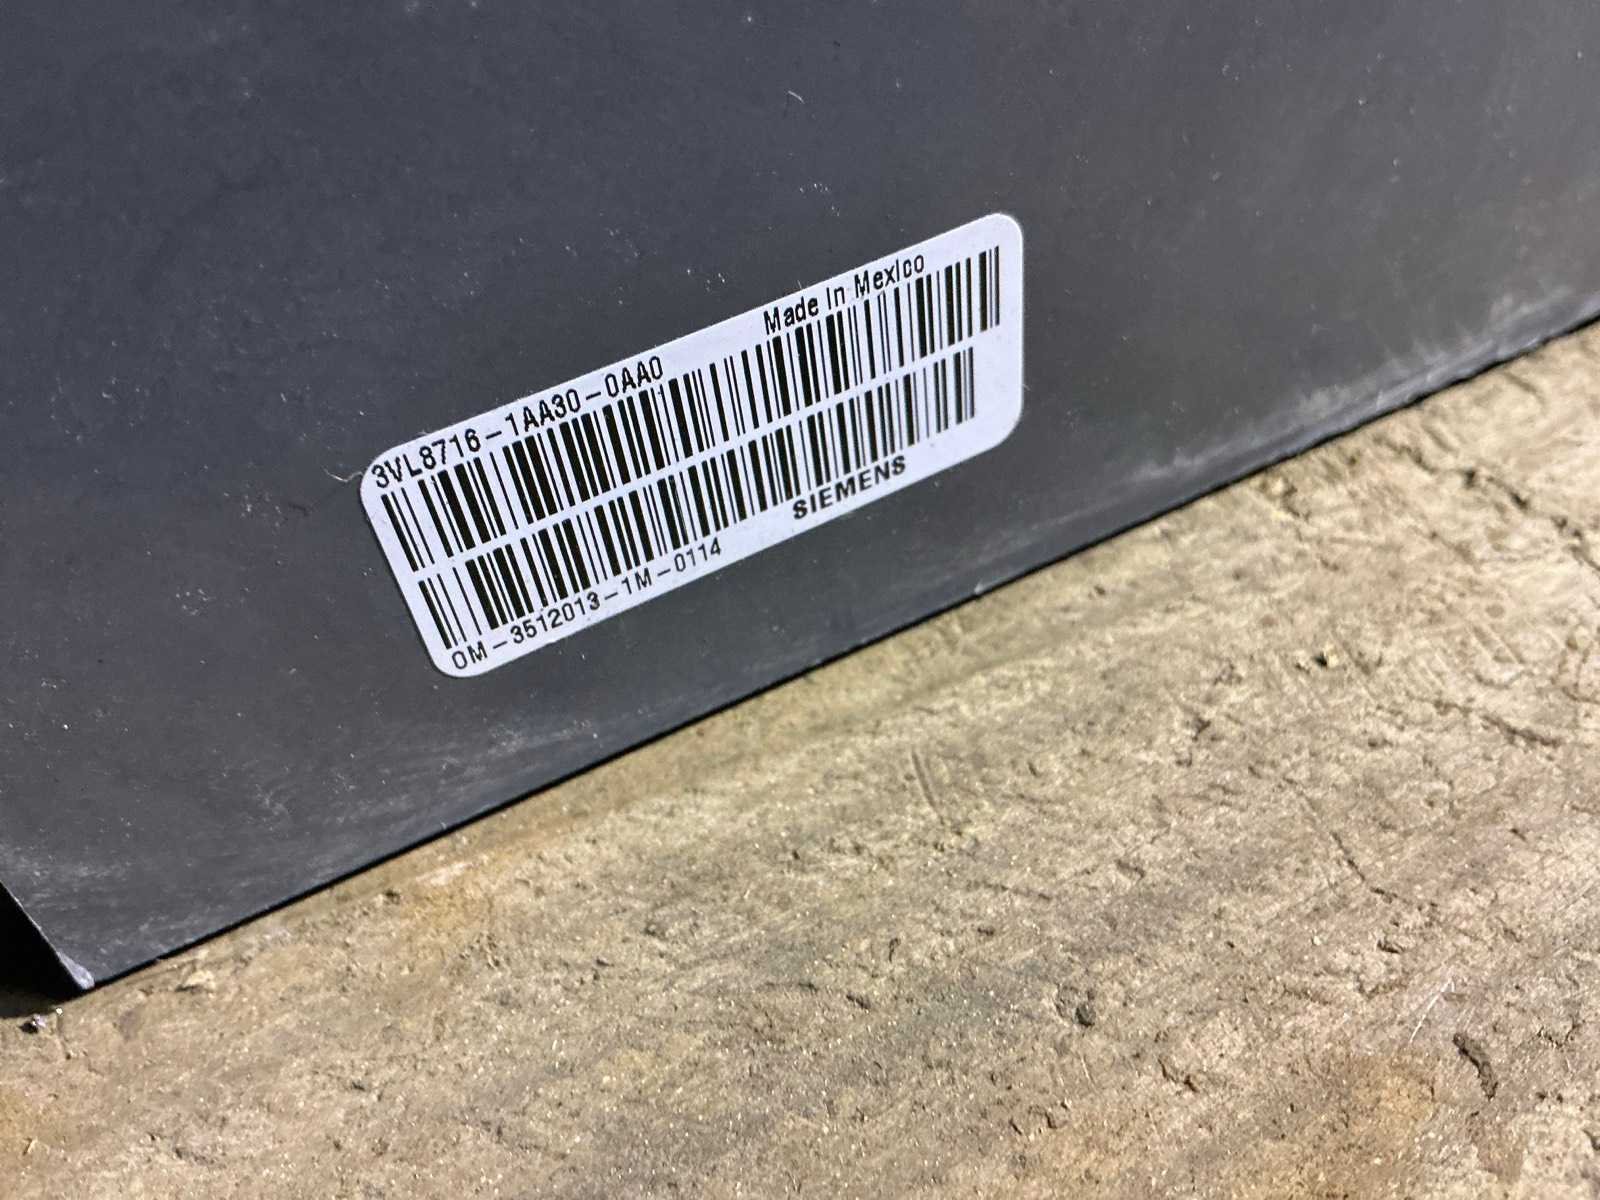 3VL8716-1AA30-0AA0
Made In Mexico
0M-3512013-1M-0114
SIEMENS